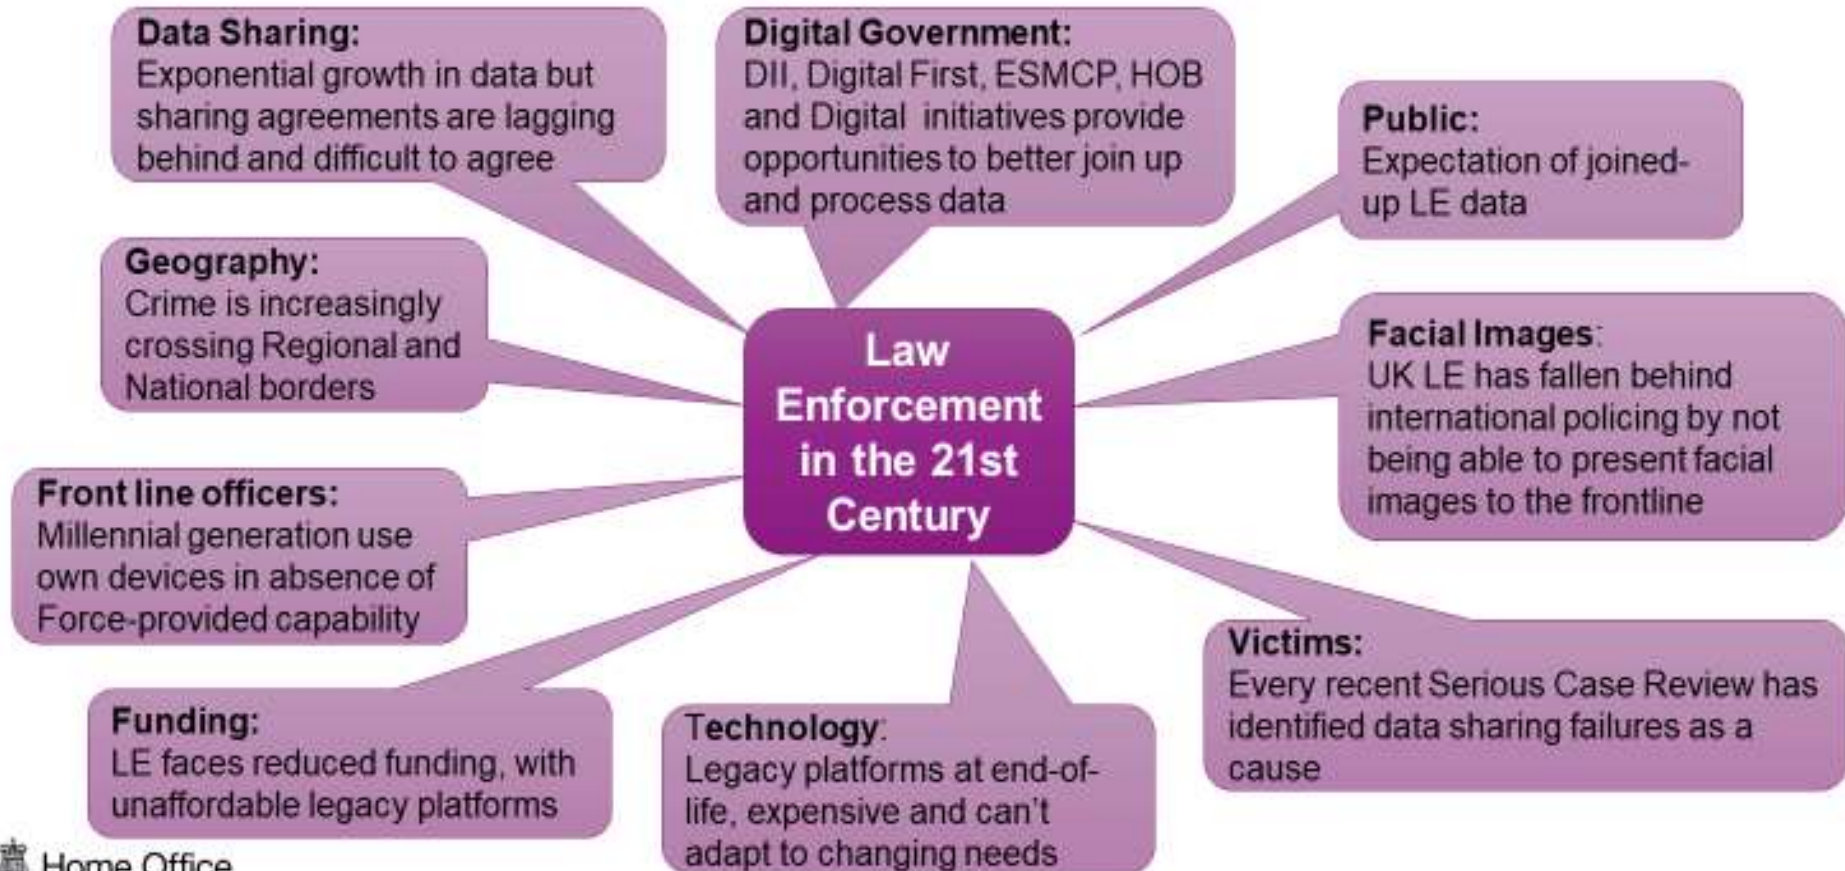 Data Sharing:
Exponential growth in data but
sharing agreements are lagging
behind and difficult to agree
Digital Government:
DII, Digital First, ESMCP, HOB
and Digital initiatives provide
opportunities to better join up
and process data
Public:
Expectation of joined-
up LE data
Geography:
Crime is increasingly
crossing Regional and
National borders
Law
Enforcement
in the 21st
Century
Facial Images:
UK LE has fallen behind
international policing by not
being able to present facial
images to the frontline
Front line officers:
Millennial generation use
own devices in absence of
Force-provided capability
Victims:
Every recent Serious Case Review has
identified data sharing failures as a
cause
Funding:
LE faces reduced funding, with
unaffordable legacy platforms
Technology:
Legacy platforms at end-of-
life, expensive and can't
adapt to changing needs
Home Office